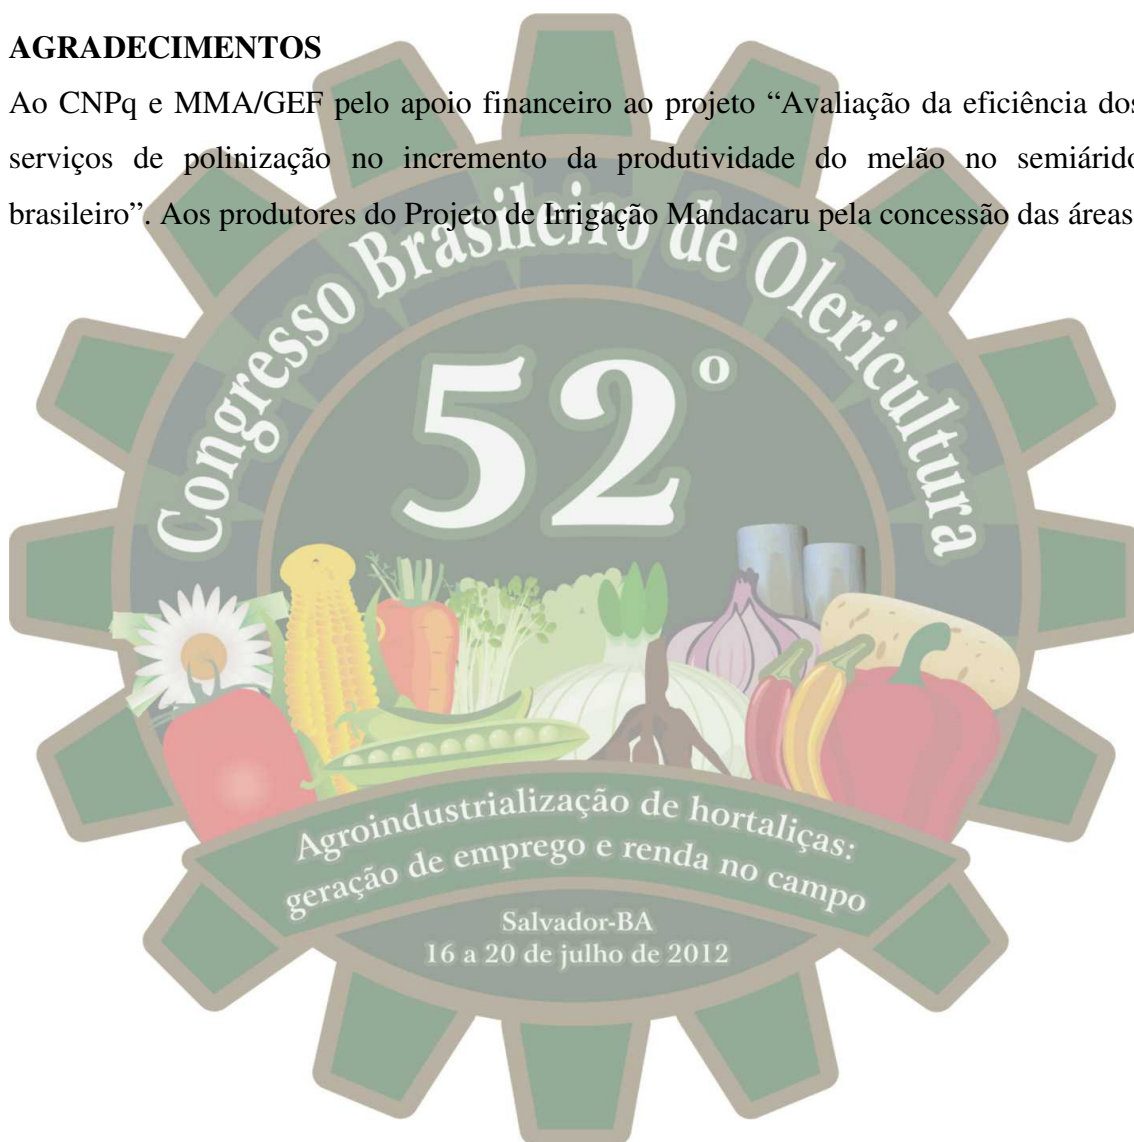 AGRADECIMENTOS
Ao CNPq e MMA/GEF pelo apoio financeiro ao projeto “Avaliação da eficiência dos
serviços de polinização no incremento da produtividade do melão no semiárido
brasileiro”. Aos produtores do Projeto de Irrigação Mandacaru pela concessão das áreas
Congresso Brasileiro de Olericultura
52º
Agroindustrialização de hortaliças:
geração de emprego e renda no campo
Salvador-BA
16 a 20 de julho de 2012